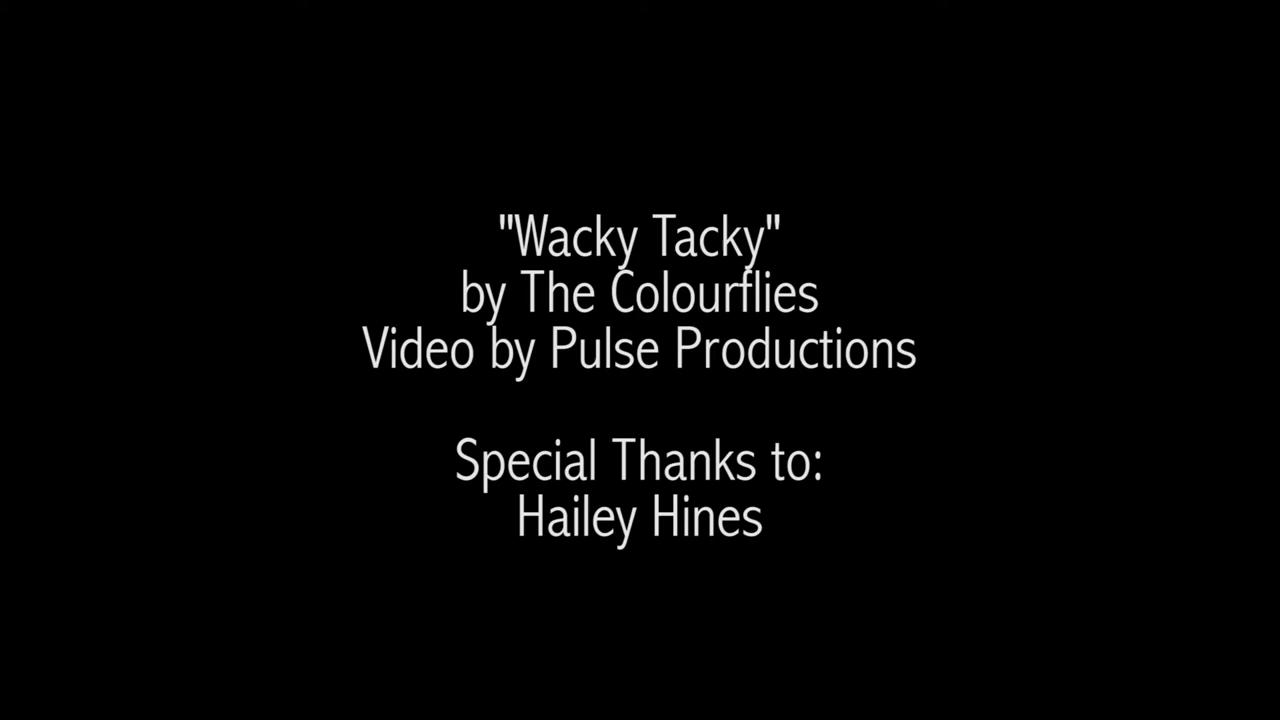 "Wacky Tacky"
by The Colourflies
Video by Pulse Productions
Special Thanks to:
Hailey Hines